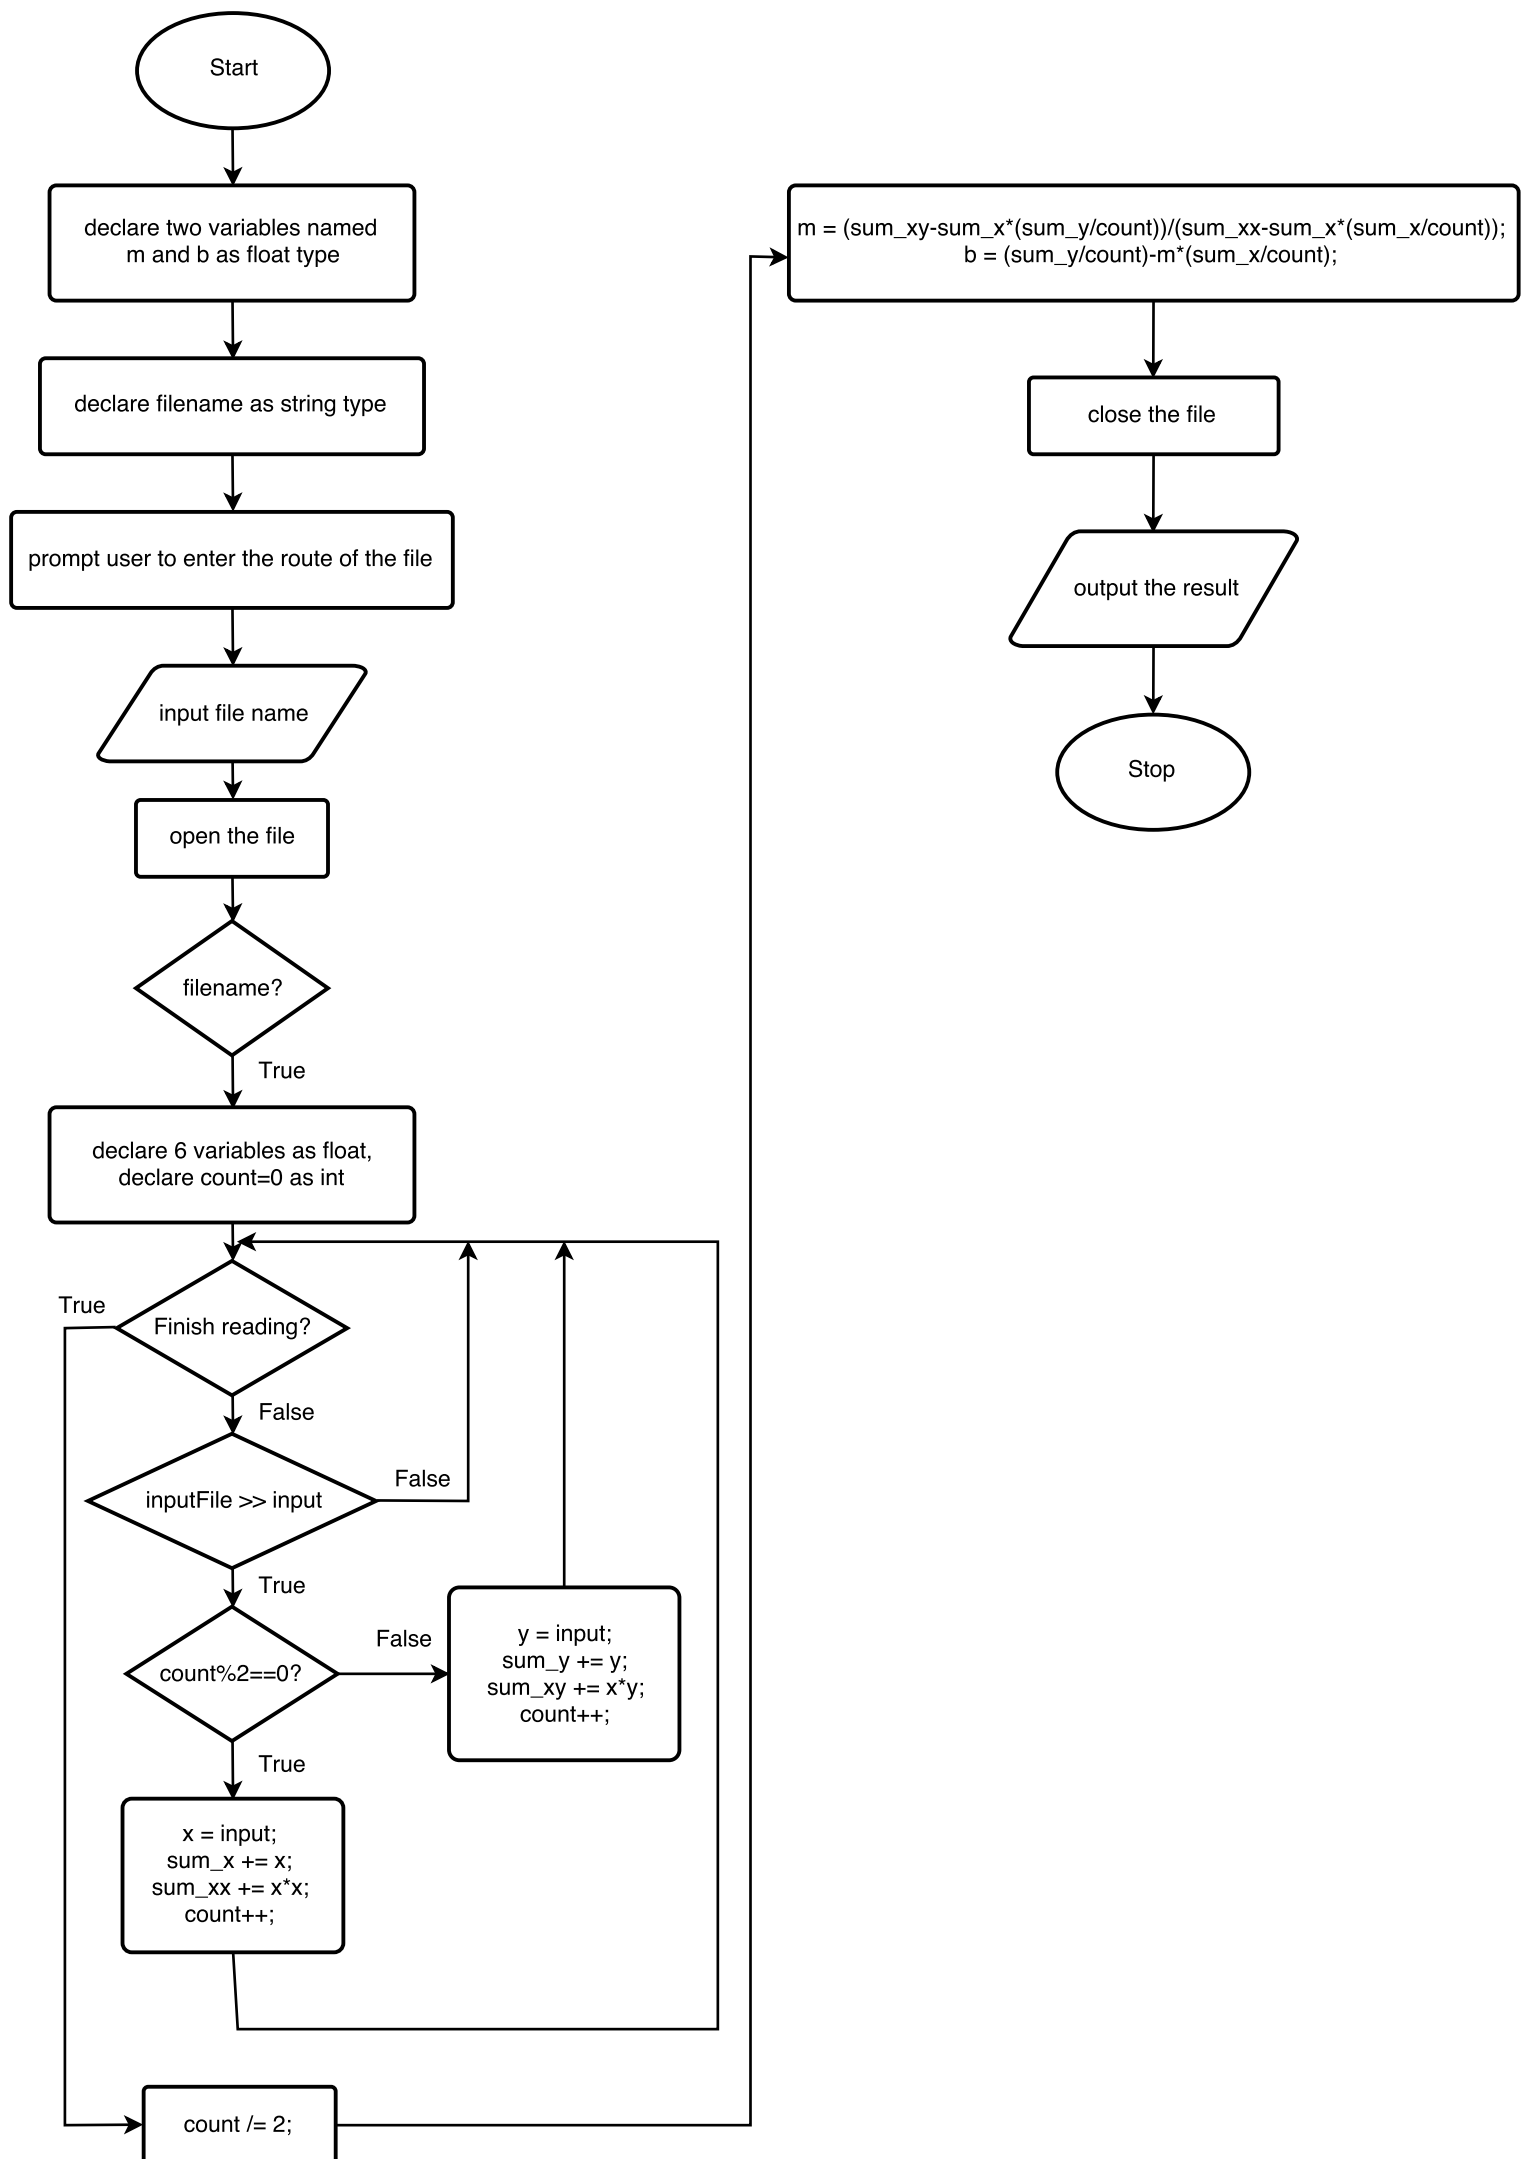 Start
declare two variables named
m and b as float type
declare filename as string type
prompt user to enter the route of the file
input file name
open the file
filename?
True
declare 6 variables as float,
declare count=0 as int
True
Finish reading?
False
inputFile >> input
False
True
count%2==0?
False
y = input;
sum_y += y;
sum_xy += x*y;
count++;
True
x = input;
sum_x += x;
sum_xx += x*x;
count++;
count /= 2;
m = (sum_xy-sum_x*(sum_y/count))/(sum_xx-sum_x*(sum_x/count));
b = (sum_y/count)-m*(sum_x/count);
close the file
output the result
Stop